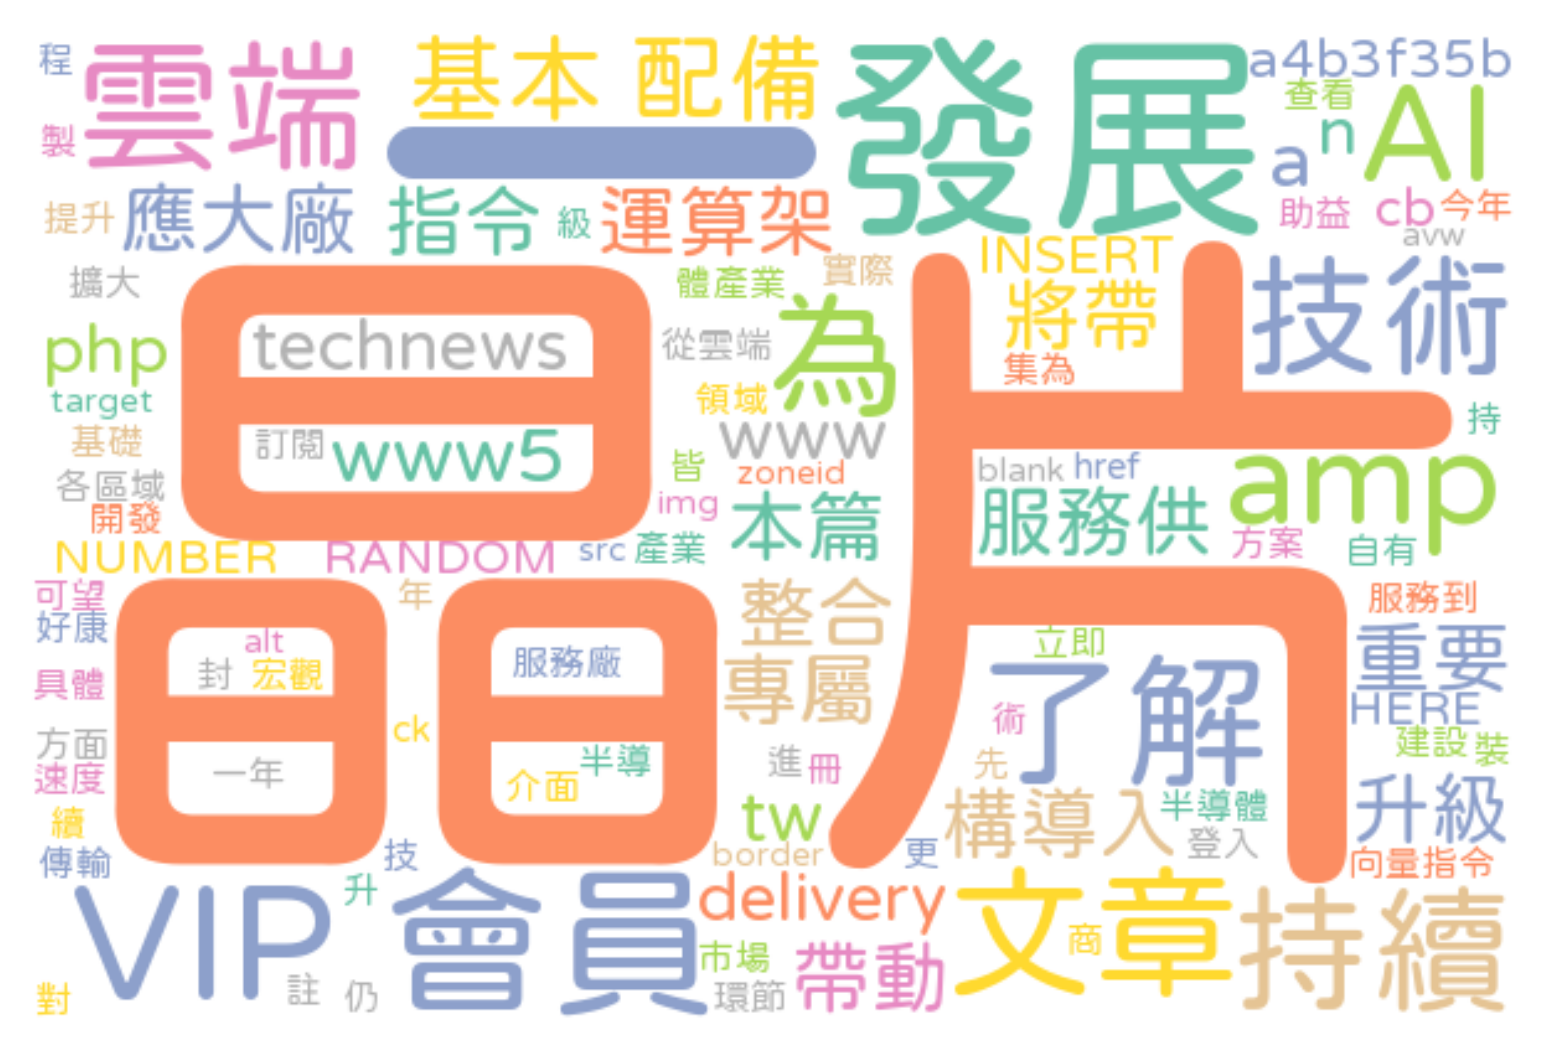 程 雲端 基本 配備 發展 a4b3f35b
查看 AI
製 一 a n
提升 應大廠 指令 級 運算架 助益 cb 今年
avw
擴大 體產業 實際 INSERT 技術
晶片
technews 從雲端 為 將帶
php 集為
target 領域 持
基礎 訂閱 www5 www
各區域 皆 zoneid blank href amp
開發 img 本篇 服務供 方案 自有
NUMBER RANDOM src 產業
可望 年 整合 服務到
好康 alt 立即 重要
具體 封 宏觀 服務廠 專屬 了解
術 HERE
方面 ck 建設 裝
速度 一年 介面 半導 進 冊 先
續 tw 構導入 半導體 升級
傳輸 技 border 更 登入 向量指令
VIP 升 會員 delivery 文章 持續
商
對 註 仍 市場 帶動
環節